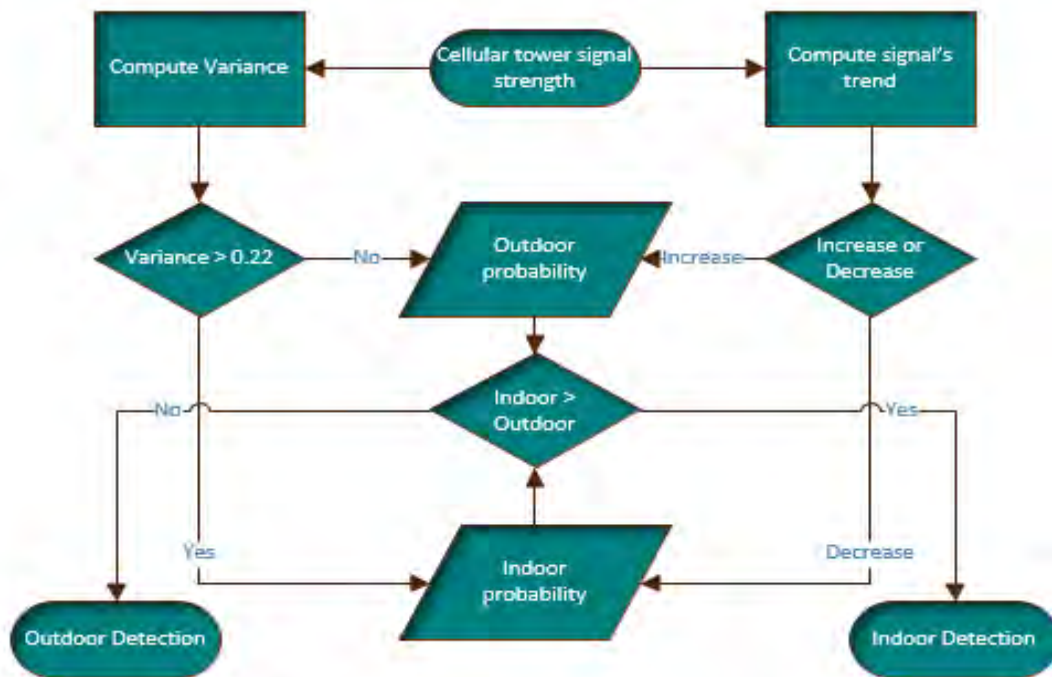 Compute Variance
Cellular tower signal
strength
Compute signal's
trend
Variance > 0.22
No
Outdoor
probability
Increase
Increase or
Decrease
No
Indoor >
Outdoor
Yes
Yes
Indoor
probability
Decrease
Outdoor Detection
Indoor Detection